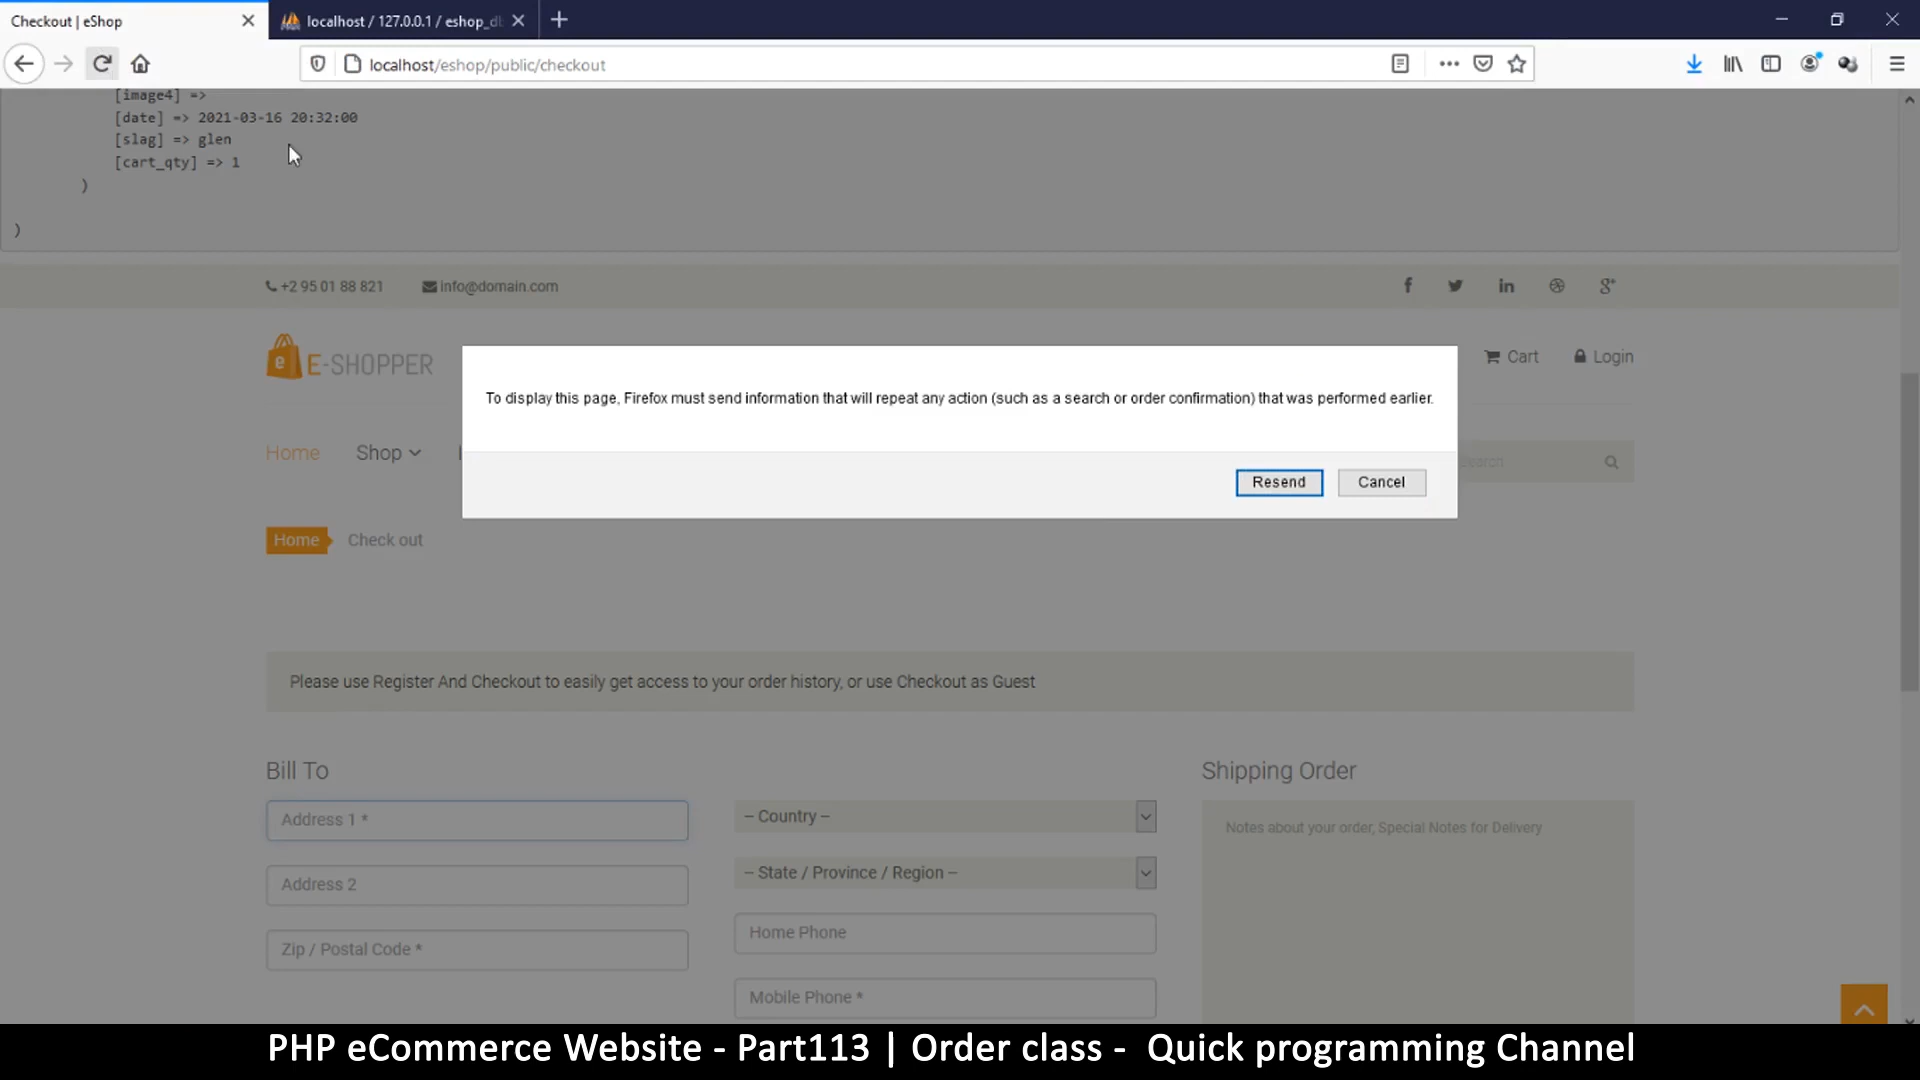 Checkout | eShop
localhost / 127.0.0.1 / eshop_d
localhost/eshop/public/checkout
[image4] =>
[date] => 2021-03-16 20:32:00
[slag] => glen
[cart_qty] => 1
)
)
+2 95 01 88 821
info@domain.com
E-SHOPPER
Cart
Login
To display this page, Firefox must send information that will repeat any action (such as a search or order confirmation) that was performed earlier.
Resend
Cancel
Home
Shop
Home
Check out
Please use Register And Checkout to easily get access to your order history, or use Checkout as Guest
Bill To
Shipping Order
Address 1 *
-- Country --
Notes about your order, Special Notes for Delivery
Address 2
-- State / Province / Region --
Zip / Postal Code *
Home Phone
Mobile Phone *
PHP eCommerce Website - Part113 | Order class - Quick programming Channel